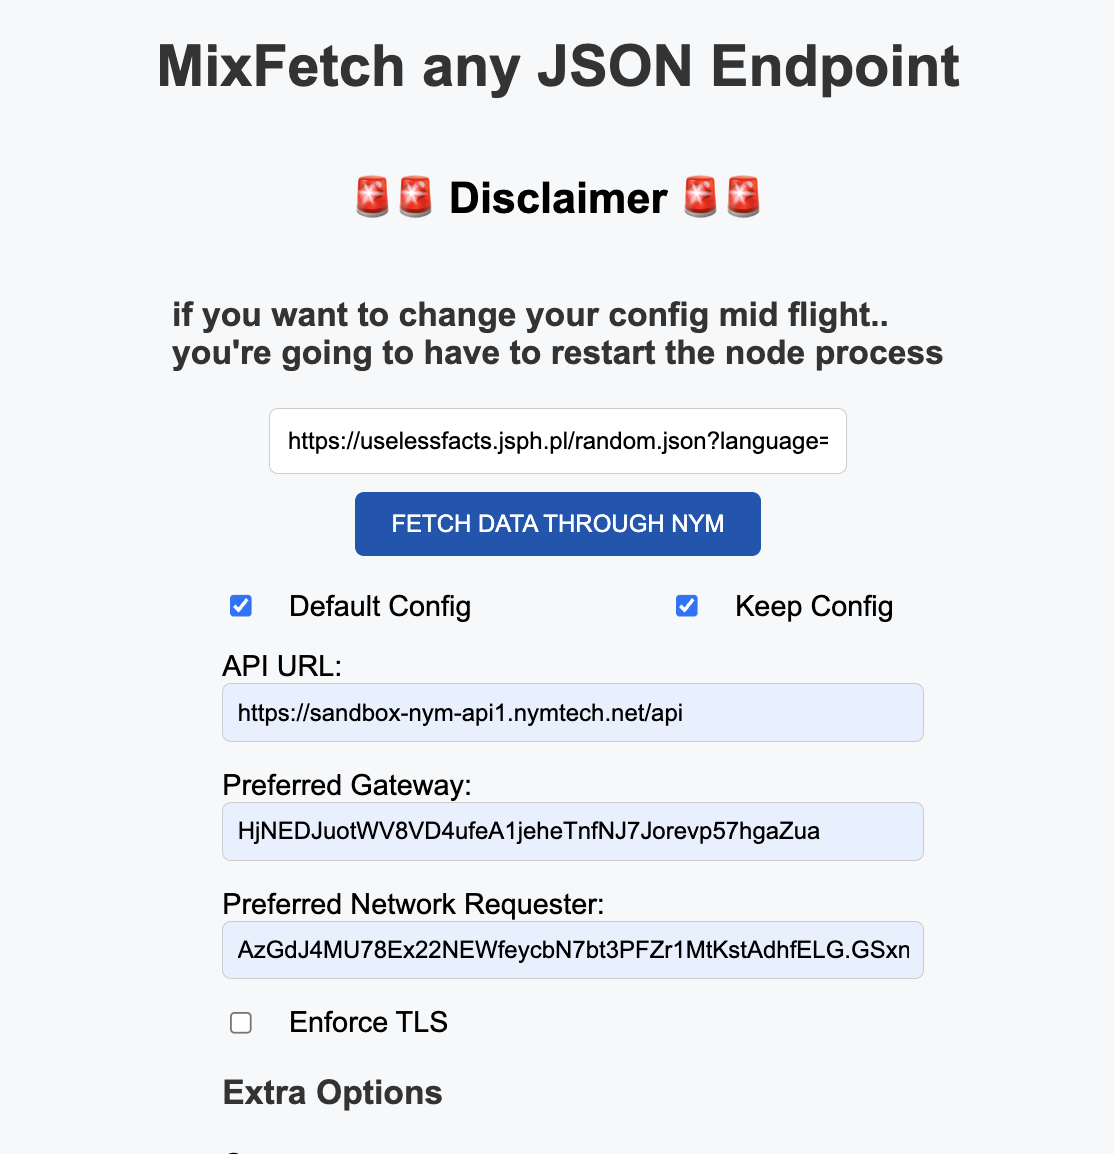 MixFetch any JSON Endpoint
🚨🚨 Disclaimer 🚨🚨
if you want to change your config mid flight..
you're going to have to restart the node process
https://uselessfacts.jsph.pl/random.json?language=
FETCH DATA THROUGH NYM
Default Config Keep Config
API URL:
https://sandbox-nym-api1.nymtech.net/api
Preferred Gateway:
HjNEDJuotWV8VD4ufeA1jeheTnfNJ7Jorevp57hgaZua
Preferred Network Requester:
AzGdJ4MU78Ex22NEWfeycbN7bt3PFZr1MtKstAdhfELG.GSxn
Enforce TLS
Extra Options